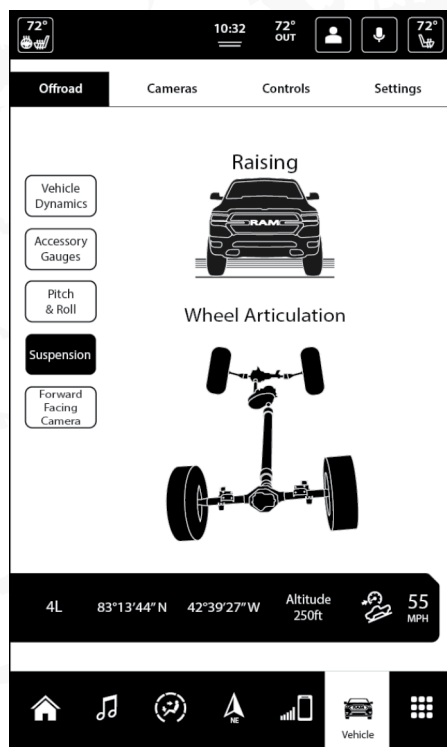 72°
10:32
72°
OUT
72°
Offroad
Cameras
Controls
Settings
Raising
RAM
Vehicle
Dynamics
Accessory
Gauges
Pitch
& Roll
Wheel Articulation
Suspension
Forward
Facing
Camera
4L
83°13'44"N
42°39'27"W
Altitude
250ft
55
MPH
NE
Vehicle